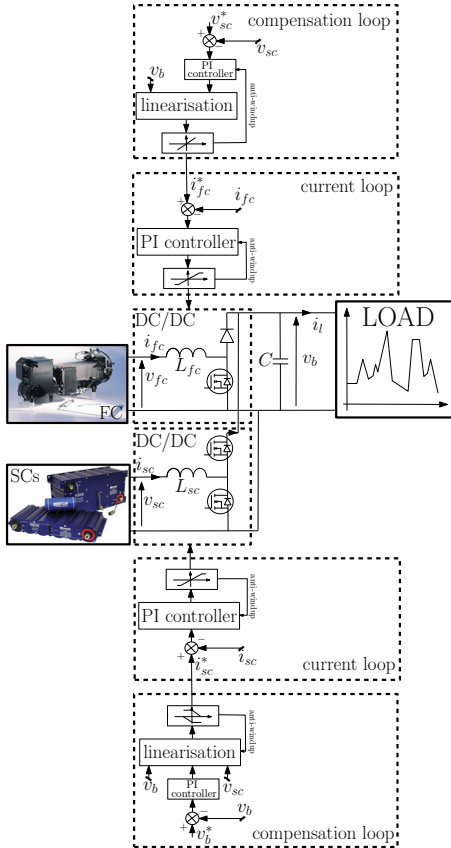 compensation loop
v*sc
+
−
vsc
PI
controller
vb
linearisation
anti-windup
i*fc
current loop
+
−
ifc
PI controller
anti-windup
DC/DC
ifc
Lfc
vfc
FC
C
vb
il
LOAD
DC/DC
SCs
isc
Lsc
vsc
anti-windup
PI controller
−
+
isc
i*sc
current loop
anti-windup
linearisation
vb
vsc
PI
controller
−
vb
+
v*b
compensation loop